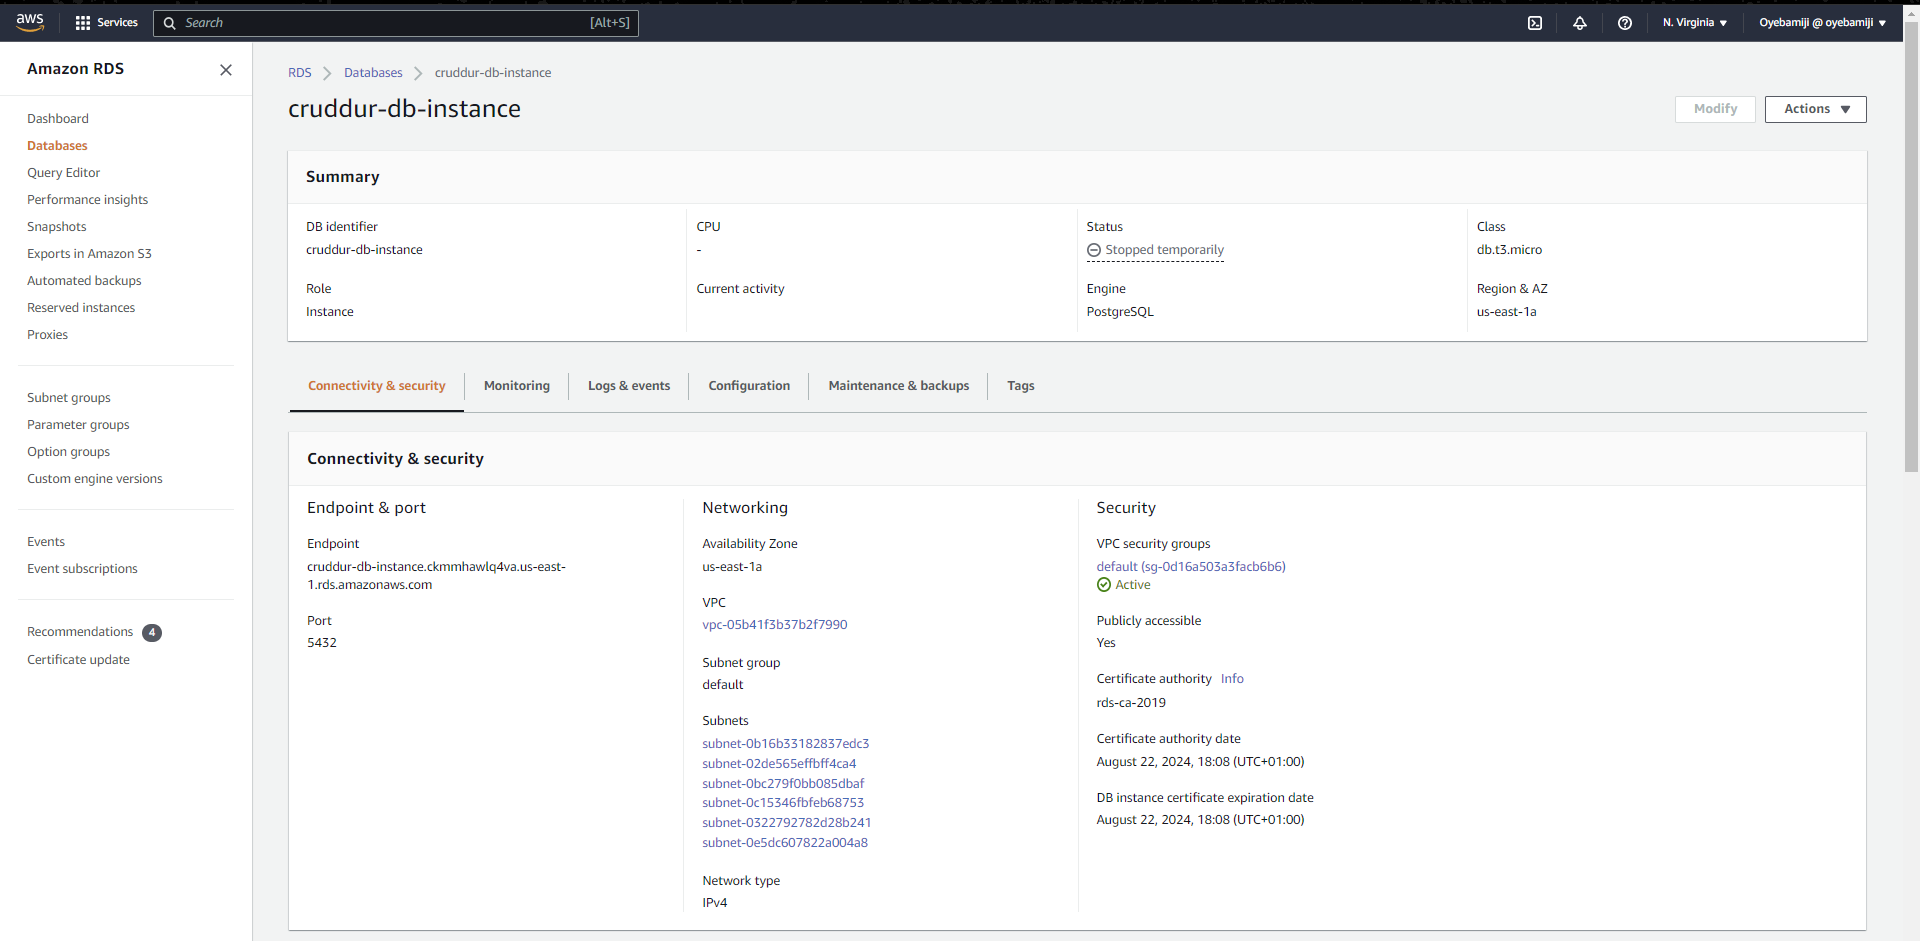 aws
Services
Search
[Alt+S]
N. Virginia
Oyebamiji @ oyebamiji
Amazon RDS
Dashboard
Databases
Query Editor
Performance insights
Snapshots
Exports in Amazon S3
Automated backups
Reserved instances
Proxies
Subnet groups
Parameter groups
Option groups
Custom engine versions
Events
Event subscriptions
Recommendations 4
Certificate update
RDS
Databases
cruddur-db-instance
cruddur-db-instance
Modify
Actions
Summary
DB identifier
cruddur-db-instance
CPU
-
Status
Stopped temporarily
Class
db.t3.micro
Role
Instance
Current activity
Engine
PostgreSQL
Region & AZ
us-east-1a
Connectivity & security
Monitoring
Logs & events
Configuration
Maintenance & backups
Tags
Connectivity & security
Endpoint & port
Endpoint
cruddur-db-instance.ckmmhawlq4va.us-east-
1.rds.amazonaws.com
Port
5432
Networking
Availability Zone
us-east-1a
VPC
vpc-05b41f3b37b2f7990
Subnet group
default
Subnets
subnet-0b16b33182837edc3
subnet-02de565effbff4ca4
subnet-0bc279f0bb085dbaf
subnet-0c15346fbfeb68753
subnet-0322792782d28b241
subnet-0e5dc607822a004a8
Network type
IPv4
Security
VPC security groups
default (sg-0d16a503a3facb6b6)
Active
Publicly accessible
Yes
Certificate authority Info
rds-ca-2019
Certificate authority date
August 22, 2024, 18:08 (UTC+01:00)
DB instance certificate expiration date
August 22, 2024, 18:08 (UTC+01:00)